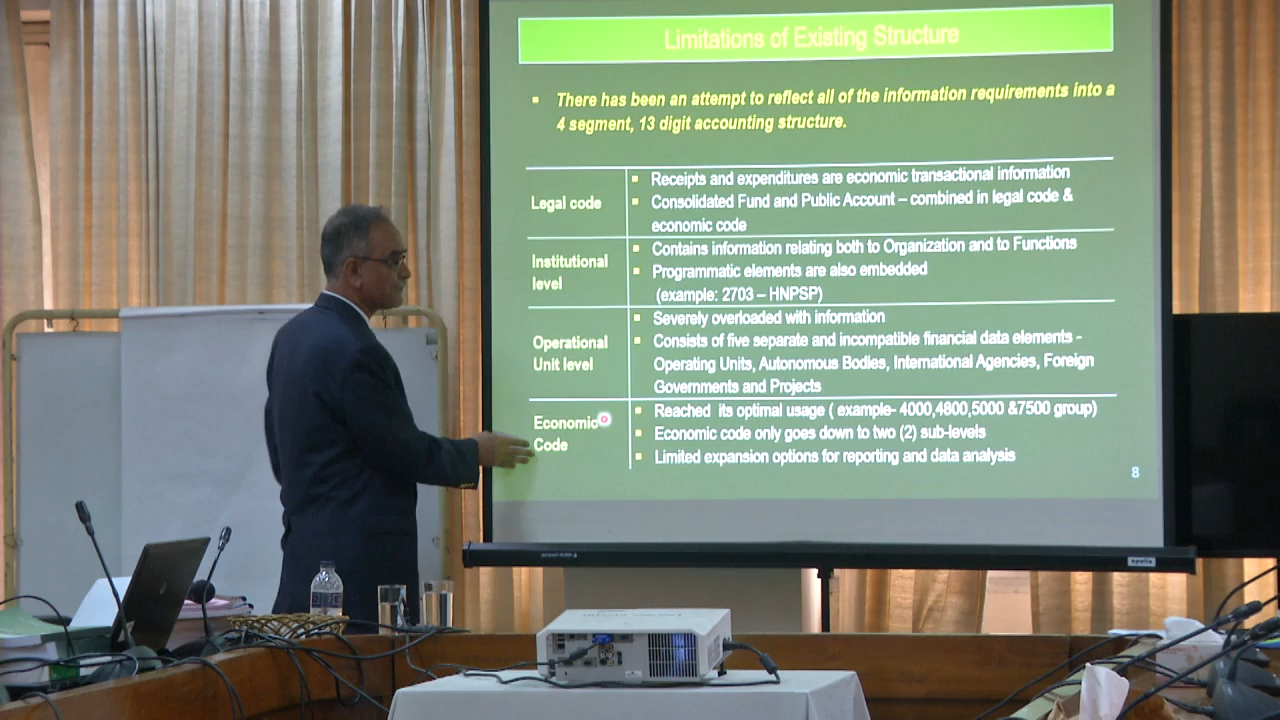 Limitations of Existing Structure
There has been an attempt to reflect all of the information requirements into a
4 segment, 13 digit accounting structure.
Legal code
Receipts and expenditures are economic transactional information
Consolidated Fund and Public Account – combined in legal code &
economic code
Institutional
level
Contains information relating both to Organization and to Functions
Programmatic elements are also embedded
(example: 2703 – HNPSP)
Operational
Unit level
Severely overloaded with information
Consists of five separate and incompatible financial data elements -
Operating Units, Autonomous Bodies, International Agencies, Foreign
Governments and Projects
Economic
Code
Reached its optimal usage ( example- 4000,4800,5000 &7500 group)
Economic code only goes down to two (2) sub-levels
Limited expansion options for reporting and data analysis
8
apollo